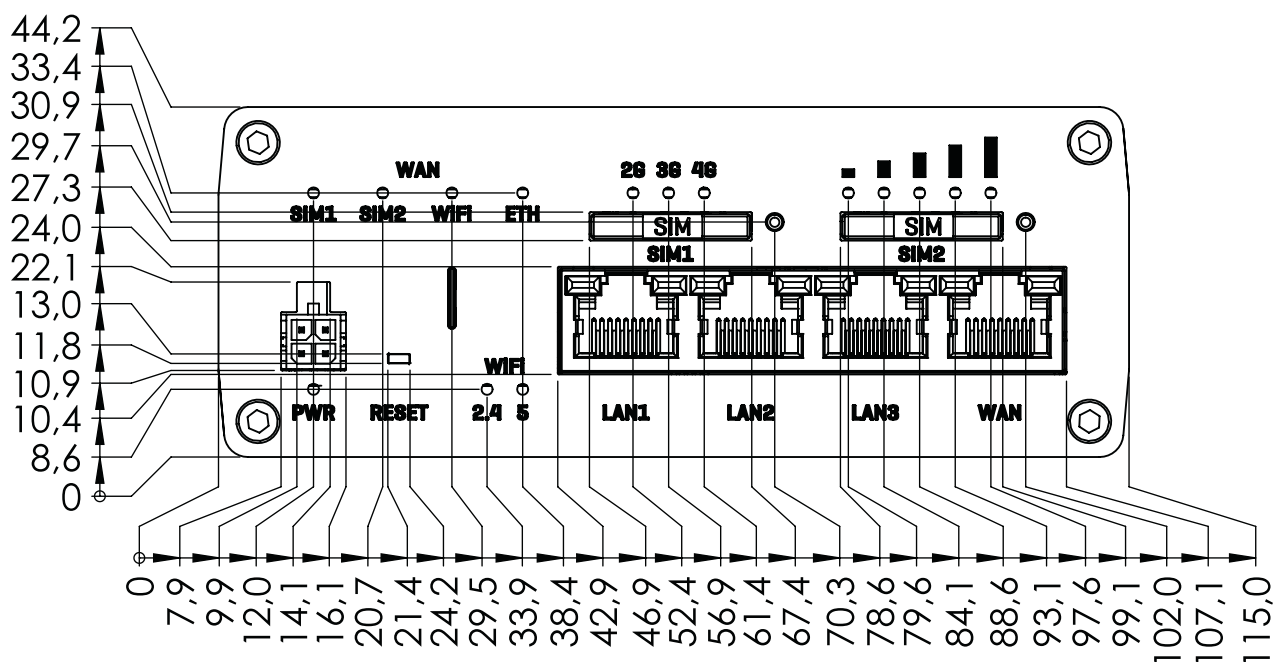 44,2
33,4
30,9
29,7
27,3
24,0
22,1
13,0
11,8
10,9
10,4
8,6
0
WAN
2G 3G 4G
SIM1 SIM2 WiFi ETH
SIM SIM
SIM1 SIM2
WiFi
PWR RESET 2.4 5 LAN1 LAN2 LAN3 WAN
0 7,9 9,9 12,0 14,1 16,1 20,7 21,4 24,2 29,5 33,9 38,4 42,9 46,9 52,4 56,9 61,4 67,4 70,3 78,6 79,6 84,1 88,6 93,1 97,6 99,1 102,0 107,1 115,0